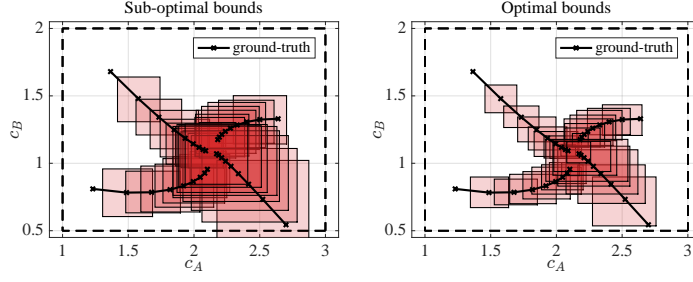 Sub-optimal bounds
ground-truth
2
1.5
1
0.5
c_B
1 1.5 2 2.5 3
c_A
Optimal bounds
ground-truth
2
1.5
1
0.5
c_B
1 1.5 2 2.5 3
c_A